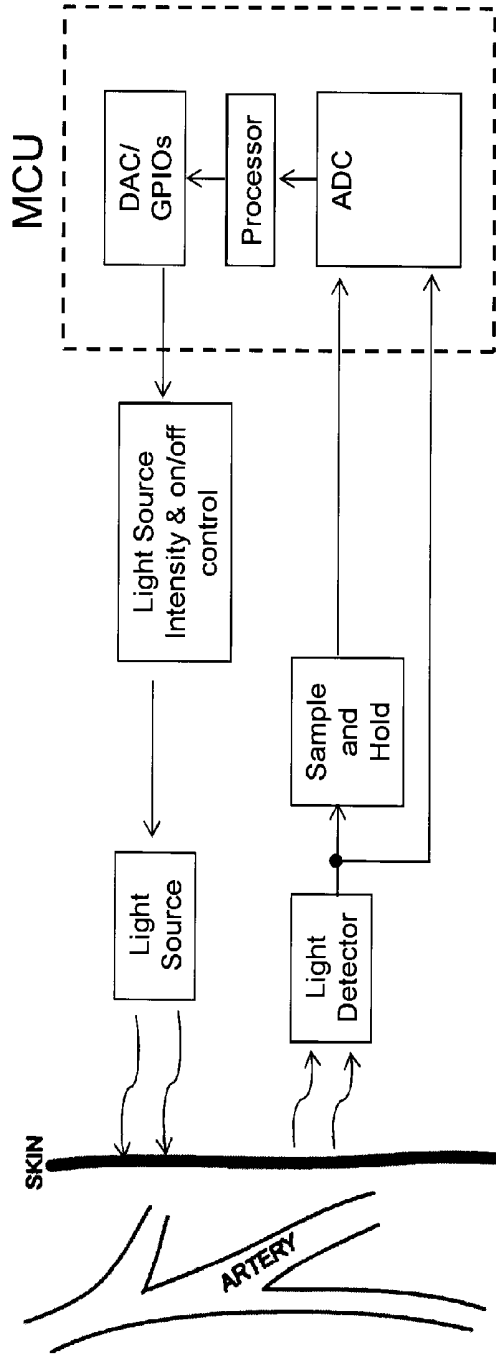 MCU
DAC/
GPIOs
Processor
ADC
Light Source
Intensity & on/off
control
Light
Source
Sample
and
Hold
Light
Detector
SKIN
ARTERY